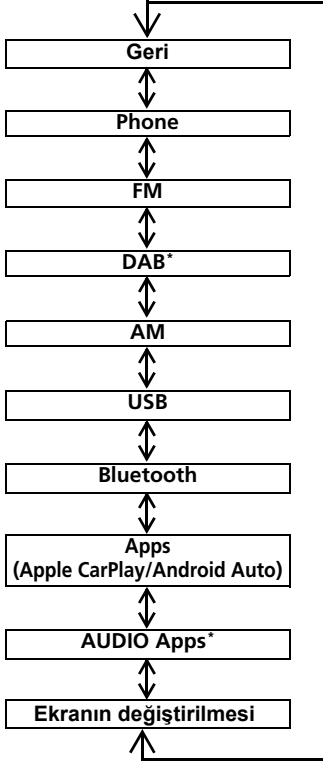 Geri
Phone
FM
DAB*
AM
USB
Bluetooth
Apps
(Apple CarPlay/Android Auto)
AUDIO Apps*
Ekranın değiştirilmesi